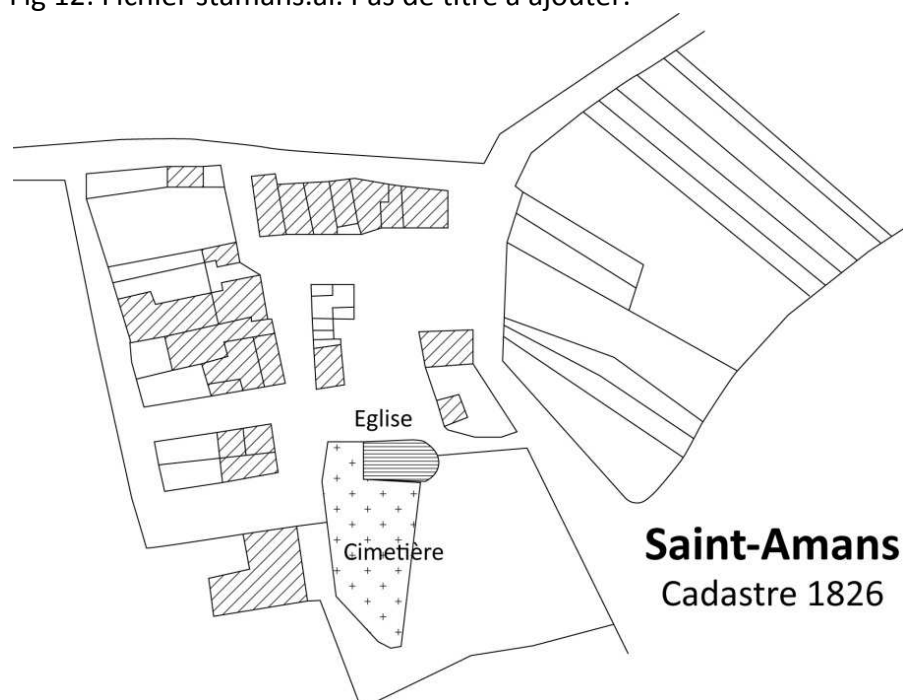 Fig 12. Fichier stamans.ai. Pas de titre à ajouter.
Eglise
Cimetière
Saint-Amans
Cadastre 1826